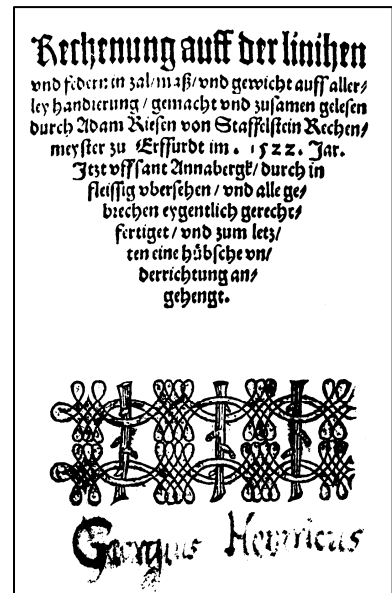 Rechenung auff der linihen
vnd federn in zal/maß/vnd gewicht auff aller-
ley handierung / gemacht vnd zusamen gelesen
durch Adam Riesen von Staffelstein Rechen-
meyster zu Erffurdt im. 1522. Jar.
Itzt vff sant Annabergk/ durch in
fleissig vbersehen / vnd alle ge/
brechen eygentlich gerecht/
fertiget / vnd zum letz/
ten eine hübsche vn/
derrichtung an/
gehengt.
Georgius Henricus